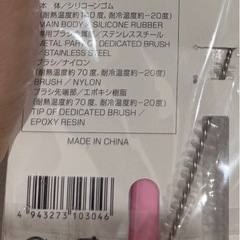 本 体／シリコーンゴム
（耐熱温度約140度、耐冷温度約－20度）
MAIN BODY／SILICONE RUBBER
専用ブラシ金属部／ステンレススチール
METAL PART OF DEDICATED BRUSH
／STAINLESS STEEL
ブラシ／ナイロン
（耐熱温度約70度、耐冷温度約－20度）
BRUSH／NYLON
ブラシ先端部／エポキシ樹脂
（耐熱温度約70度、耐冷温度約－20度）
TIP OF DEDICATED BRUSH／
EPOXY RESIN
MADE IN CHINA
4 943273 103046